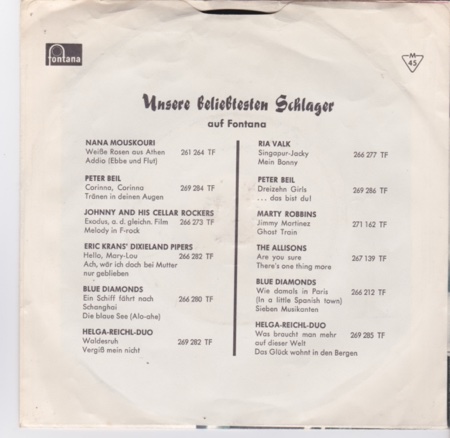 fontana
M
45
Unsere beliebtesten Schlager
auf Fontana
NANA MOUSKOURI
Weiße Rosen aus Athen 261 264 TF
Addio (Ebbe und Flut)
PETER BEIL
Corinna, Corinna 269 284 TF
Tränen in deinen Augen
JOHNNY AND HIS CELLAR ROCKERS
Exodus, a. d. gleichn. Film 266 273 TF
Melody in F-rock
ERIC KRANS' DIXIELAND PIPERS
Hello, Mary-Lou 266 282 TF
Ach, wär ich doch bei Mutter
nur geblieben
BLUE DIAMONDS
Ein Schiff fährt nach 266 280 TF
Schanghai
Die blaue See (Alo-ahe)
HELGA-REICHL-DUO
Waldesruh 269 282 TF
Vergiß mein nicht
RIA VALK
Singapur-Jacky 266 277 TF
Mein Bonny
PETER BEIL
Dreizehn Girls 269 286 TF
. . . das bist du!
MARTY ROBBINS
Jimmy Martinez 271 162 TF
Ghost Train
THE ALLISONS
Are you sure 267 139 TF
There's one thing more
BLUE DIAMONDS
Wie damals in Paris 266 212 TF
(In a little Spanish town)
Sieben Musikanten
HELGA-REICHL-DUO
Was braucht man mehr 269 285 TF
auf dieser Welt
Das Glück wohnt in den Bergen